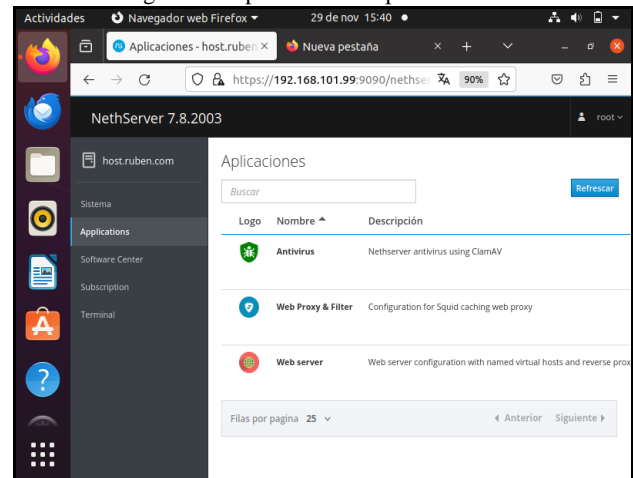 Actividades Navegador web Firefox 29 de nov 15:40
Aplicaciones - host.ruben Nueva pestaña
https://192.168.101.99:9090/nethser 90%
NethServer 7.8.2003 root
host.ruben.com
Sistema
Applications
Software Center
Subscription
Terminal
Aplicaciones
Buscar Refrescar
Logo Nombre Descripción
Antivirus Nethserver antivirus using ClamAV
Web Proxy & Filter Configuration for Squid caching web proxy
Web server Web server configuration with named virtual hosts and reverse prox
Filas por pagina 25 Anterior Siguiente